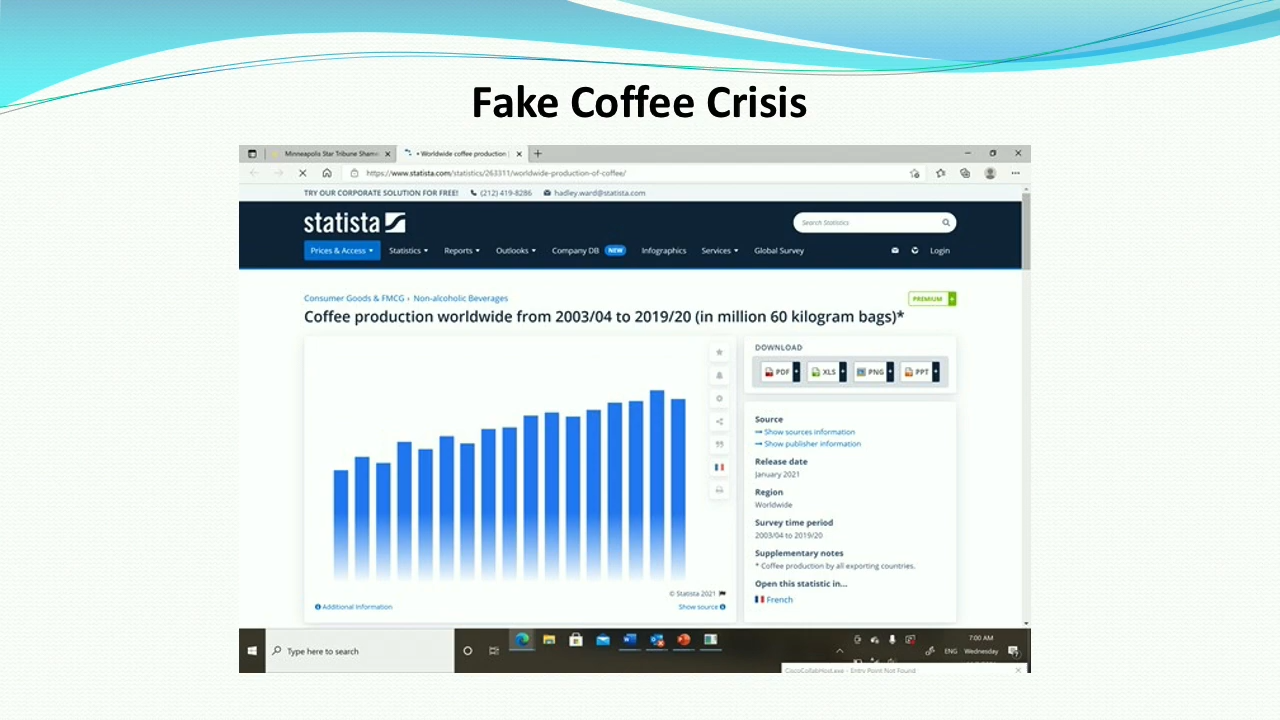 Fake Coffee Crisis
Minneapolis Star Tribune Sham
• Worldwide coffee production
https://www.statista.com/statistics/263311/worldwide-production-of-coffee/
TRY OUR CORPORATE SOLUTION FOR FREE! (212) 419-8286 hadley.ward@statista.com
statista
Search Statistics
Prices & Access Statistics Reports Outlooks Company DB NEW Infographics Services Global Survey Login
Consumer Goods & FMCG › Non-alcoholic Beverages
PREMIUM +
Coffee production worldwide from 2003/04 to 2019/20 (in million 60 kilogram bags)*
DOWNLOAD
PDF + XLS + PNG + PPT +
Source
→ Show sources information
→ Show publisher information
Release date
January 2021
Region
Worldwide
Survey time period
2003/04 to 2019/20
Supplementary notes
* Coffee production by all exporting countries.
Open this statistic in...
French
© Statista 2021
Additional Information
Show source
Type here to search
7:00 AM
ENG Wednesday
CiscoCollabHost.exe - Entry Point Not Found